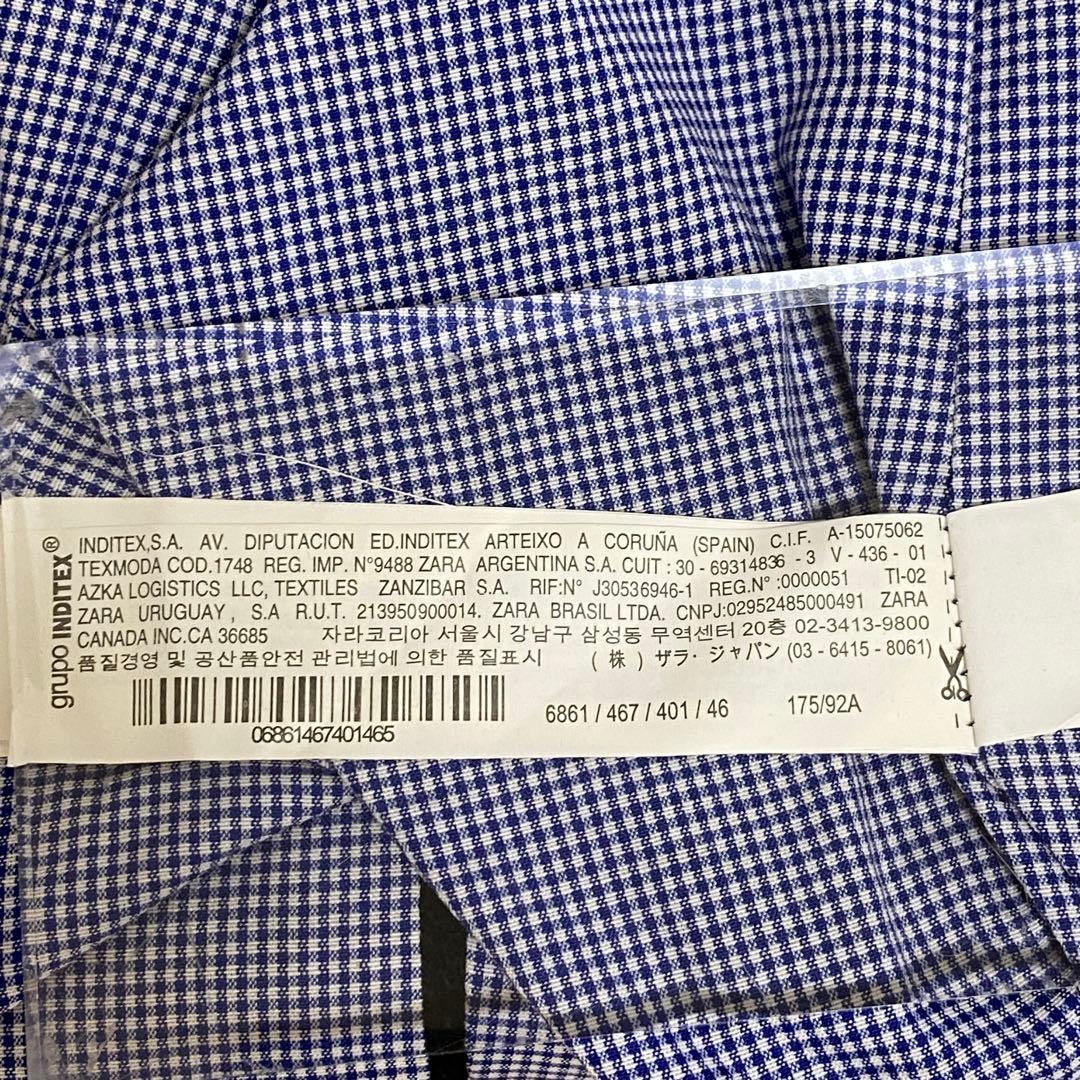 grupo INDITEX®
INDITEX,S.A. AV. DIPUTACION ED.INDITEX ARTEIXO A CORUÑA (SPAIN) C.I.F. A-15075062
TEXMODA COD.1748 REG. IMP. N°9488 ZARA ARGENTINA S.A. CUIT : 30 - 69314836 - 3 V - 436 - 01
AZKA LOGISTICS LLC, TEXTILES ZANZIBAR S.A. RIF:N° J30536946-1 REG.N° :0000051 TI-02
ZARA URUGUAY , S.A R.U.T. 213950900014. ZARA BRASIL LTDA. CNPJ:02952485000491 ZARA
CANADA INC.CA 36685 자라코리아 서울시 강남구 삼성동 무역센터 20층 02-3413-9800
품질경영 및 공산품안전 관리법에 의한 품질표시 ( 株 ) ザラ・ジャパン (03 - 6415 - 8061)
6861 / 467 / 401 / 46 175/92A
06861467401465